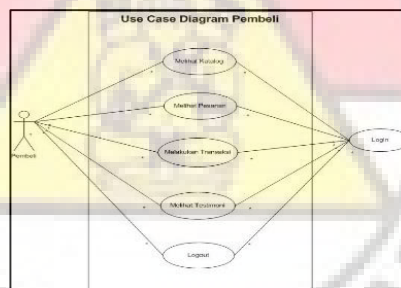 Use Case Diagram Pembeli
Melihat Katalog
Melihat Pesanan
Melakukan Transaksi
Melihat Testimoni
Logout
Pembeli
Login